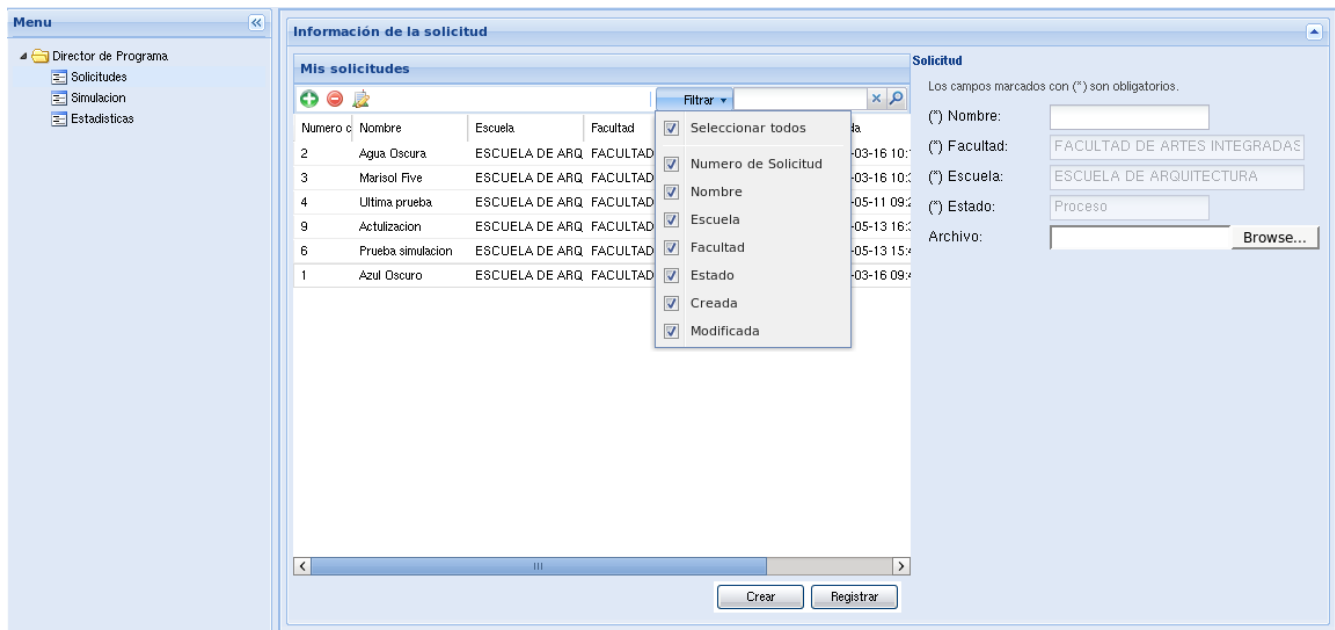 Menu
Director de Programa
Solicitudes
Simulacion
Estadisticas
Información de la solicitud
Mis solicitudes
Filtrar
Numero c Nombre Escuela Facultad da
2 Agua Oscura ESCUELA DE ARQ FACULTAD -03-16 10:
3 Marisol Five ESCUELA DE ARQ FACULTAD -03-16 10:
4 Ultima prueba ESCUELA DE ARQ FACULTAD -05-11 09:2
9 Actulizacion ESCUELA DE ARQ FACULTAD -05-13 16:
6 Prueba simulacion ESCUELA DE ARQ FACULTAD -05-13 15:4
1 Azul Oscuro ESCUELA DE ARQ FACULTAD -03-16 09:4
Seleccionar todos
Numero de Solicitud
Nombre
Escuela
Facultad
Estado
Creada
Modificada
Crear Registrar
Solicitud
Los campos marcados con (*) son obligatorios.
(*) Nombre:
(*) Facultad: FACULTAD DE ARTES INTEGRADAS
(*) Escuela: ESCUELA DE ARQUITECTURA
(*) Estado: Proceso
Archivo: Browse...